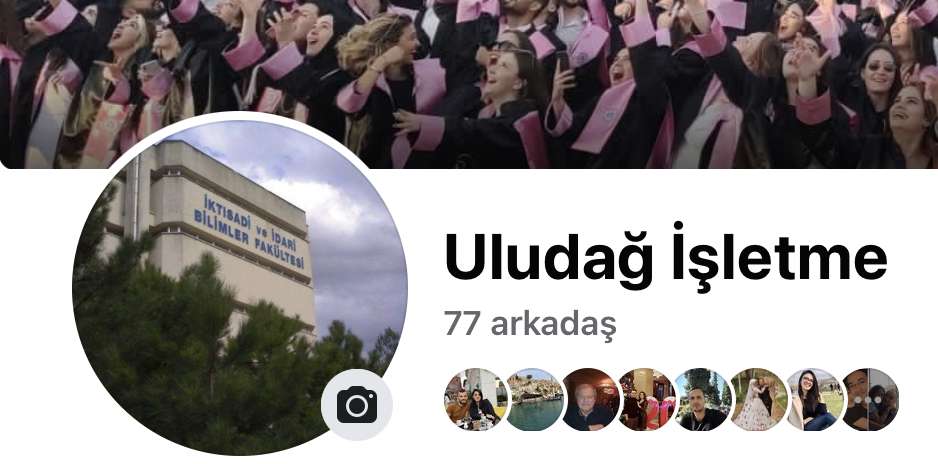 İKTİSADİ ve İDARİ
BİLİMLER FAKÜLTESİ
Uludağ İşletme
77 arkadaş